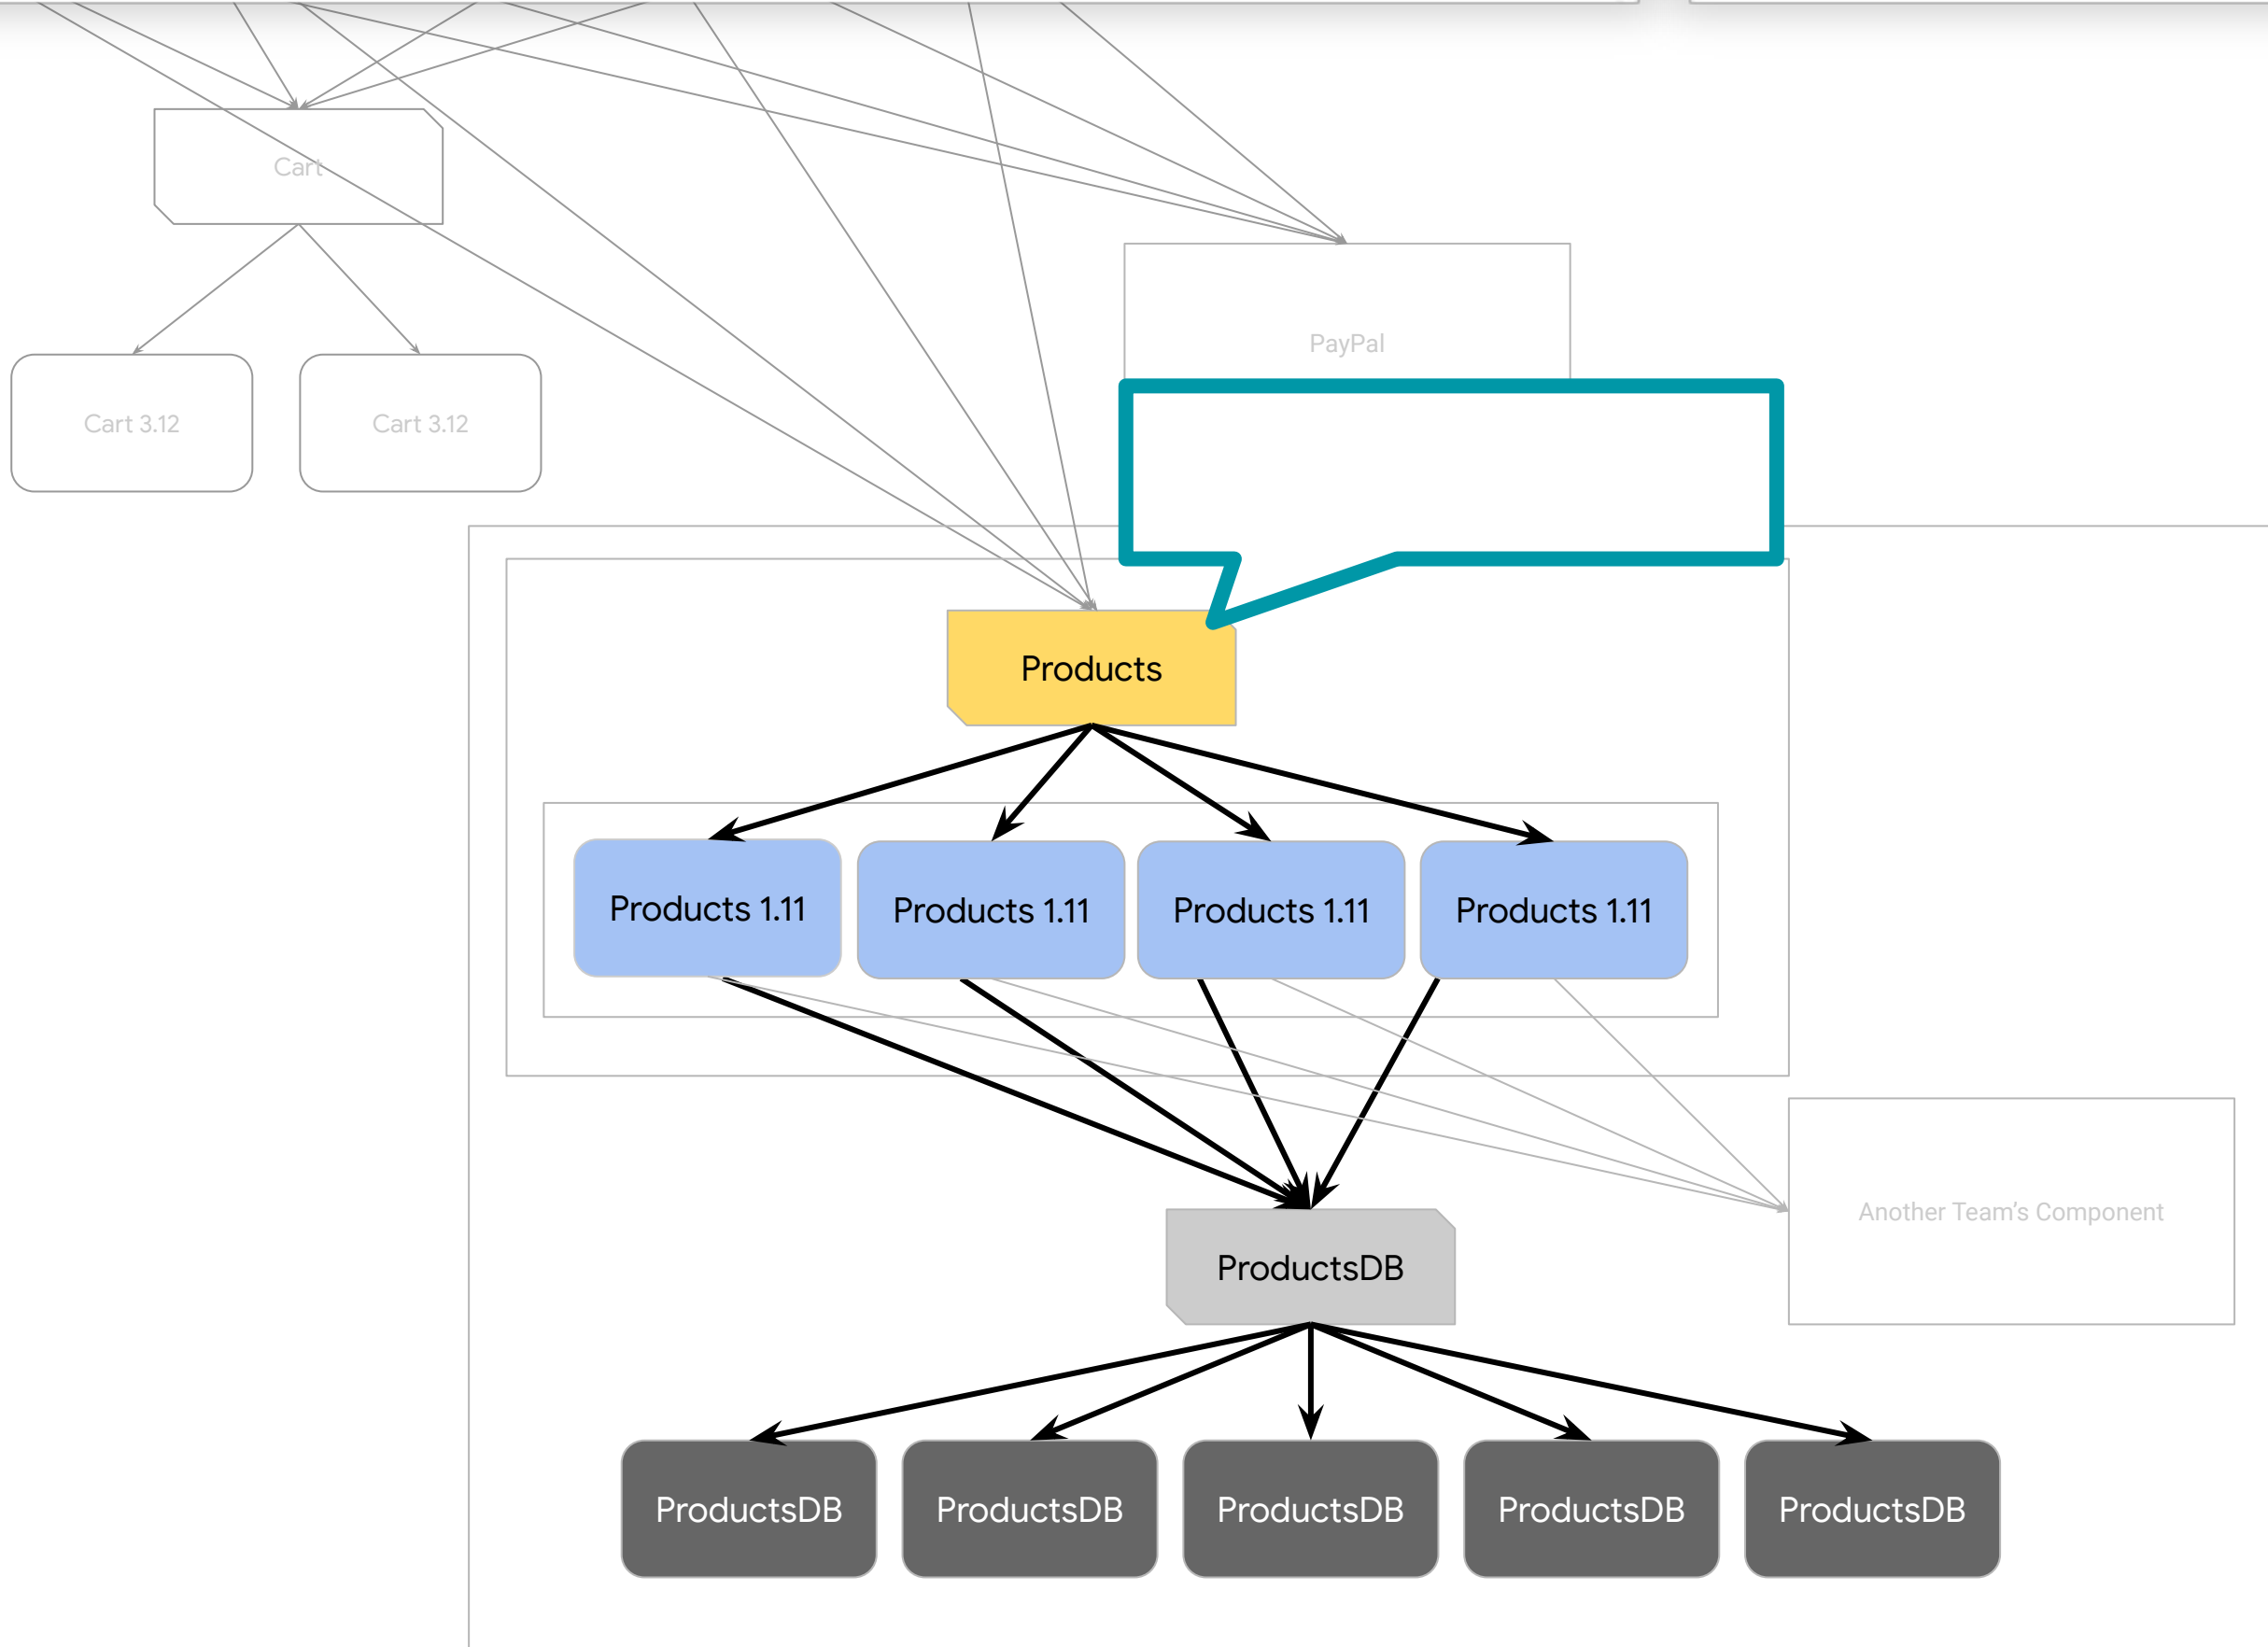 Cart
PayPal
Cart 3.12
Cart 3.12
Products
Products 1.11
Products 1.11
Products 1.11
Products 1.11
Another Team’s Component
ProductsDB
ProductsDB
ProductsDB
ProductsDB
ProductsDB
ProductsDB